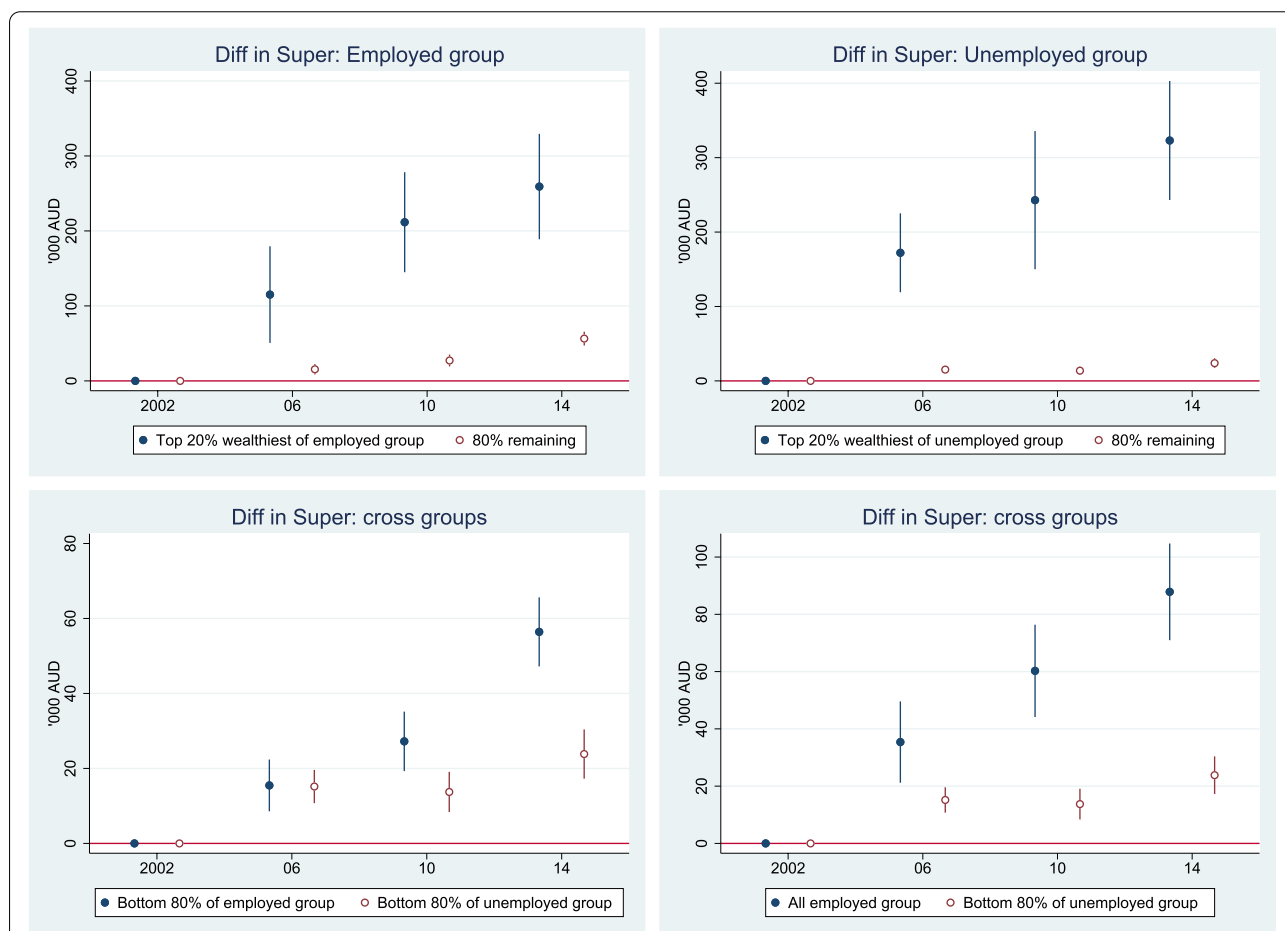 Diff in Super: Employed group
400
300
200
100
0
'000 AUD
2002 06 10 14
Top 20% wealthiest of employed group 80% remaining
Diff in Super: Unemployed group
400
300
200
100
0
'000 AUD
2002 06 10 14
Top 20% wealthiest of unemployed group 80% remaining
Diff in Super: cross groups
80
60
40
20
0
'000 AUD
2002 06 10 14
Bottom 80% of employed group Bottom 80% of unemployed group
Diff in Super: cross groups
100
80
60
40
20
0
'000 AUD
2002 06 10 14
All employed group Bottom 80% of unemployed group